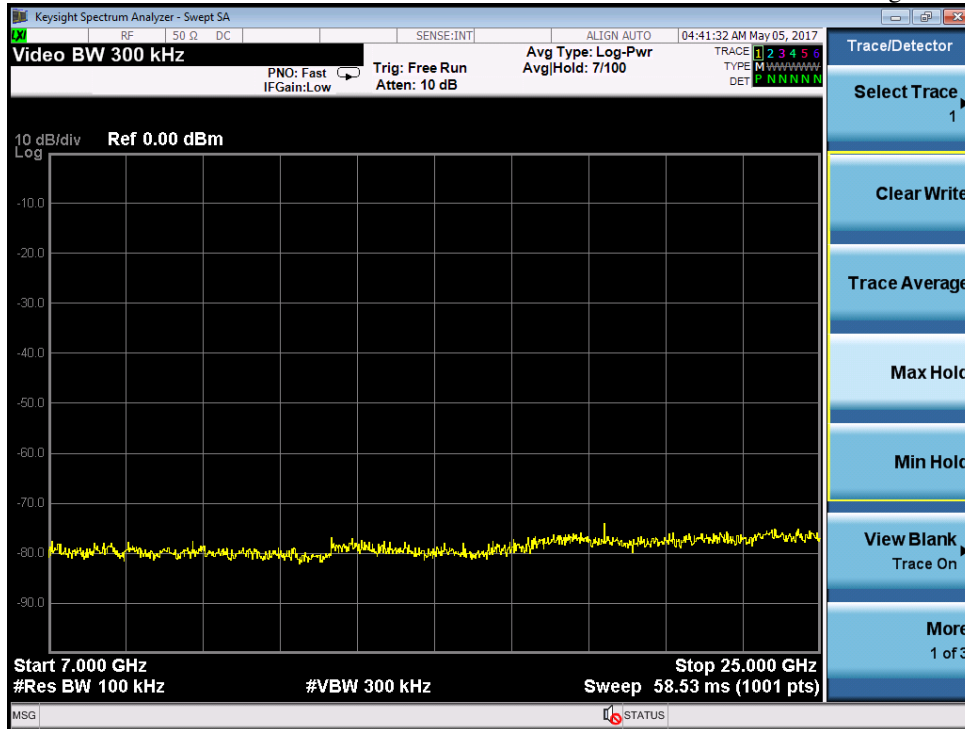 Keysight Spectrum Analyzer - Swept SA
LXI RF 50 Ω DC SENSE:INT ALIGN AUTO 04:41:32 AM May 05, 2017
Video BW 300 kHz
PNO: Fast Trig: Free Run Avg Type: Log-Pwr TRACE 1 2 3 4 5 6
IFGain:Low Atten: 10 dB Avg|Hold: 7/100 TYPE M WWWWW
DET P N N N N N
10 dB/div Ref 0.00 dBm
Log
-10.0
-20.0
-30.0
-40.0
-50.0
-60.0
-70.0
-80.0
-90.0
Start 7.000 GHz Stop 25.000 GHz
#Res BW 100 kHz #VBW 300 kHz Sweep 58.53 ms (1001 pts)
MSG STATUS
Trace/Detector
Select Trace
1
Clear Write
Trace Average
Max Hold
Min Hold
View Blank
Trace On
More
1 of 3